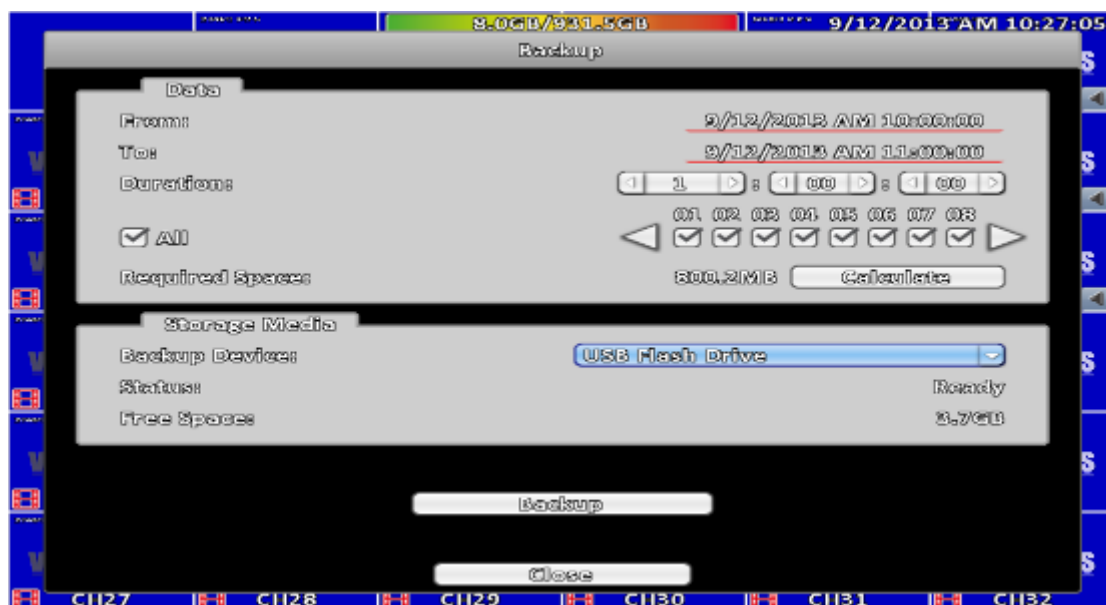 8.0GB/931.5GB
9/12/2013 AM 10:27:05
Backup
Data
From: 9/12/2013 AM 10:00:00
To: 9/12/2013 AM 11:00:00
Duration: 1 : 00 : 00
01 02 03 04 05 06 07 08
All
Required Space: 800.2MB Calculate
Storage Media
Backup Device: USB Flash Drive
Status: Ready
Free Space: 3.7GB
Backup
Close
CH27 CH28 CH29 CH30 CH31 CH32